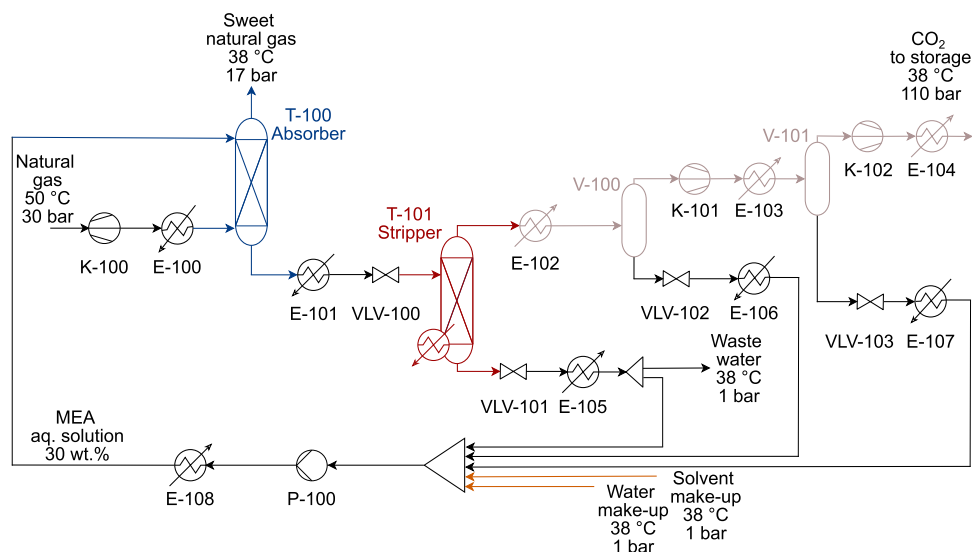 Sweet
natural gas
38 °C
17 bar
T-100
Absorber
Natural
gas
50 °C
30 bar
K-100
E-100
E-101
VLV-100
T-101
Stripper
E-102
V-100
K-101
E-103
V-101
K-102
E-104
CO₂
to storage
38 °C
110 bar
VLV-102
E-106
VLV-103
E-107
VLV-101
E-105
Waste
water
38 °C
1 bar
MEA
aq. solution
30 wt.%
E-108
P-100
Water
make-up
38 °C
1 bar
Solvent
make-up
38 °C
1 bar